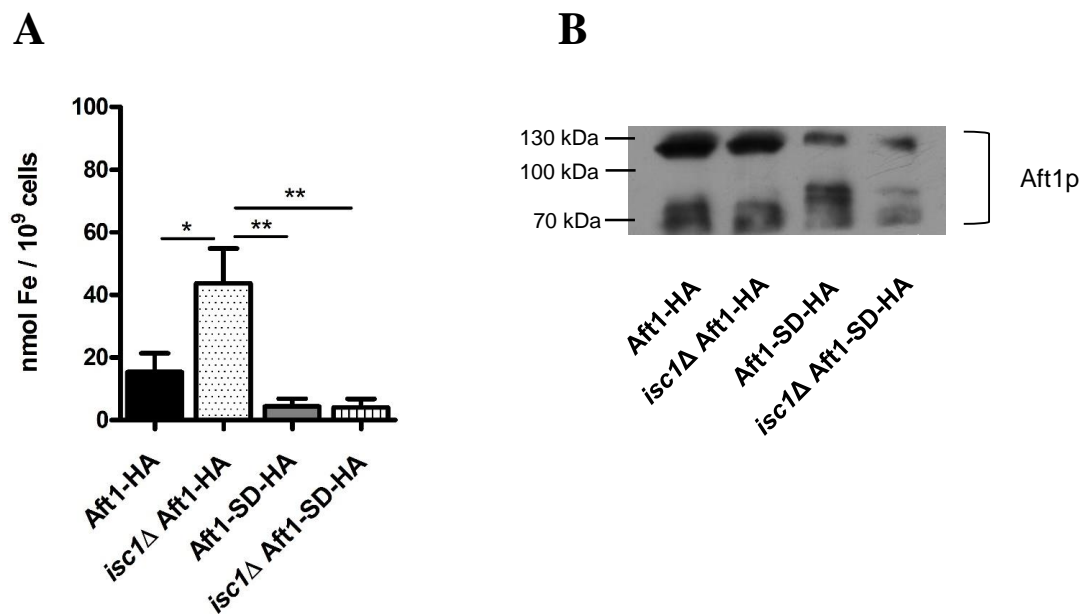 A
100
80
60
40
20
0
nmol Fe / 10⁹ cells
*
**
**
Aft1-HA
isc1Δ Aft1-HA
Aft1-SD-HA
isc1Δ Aft1-SD-HA
B
130 kDa
100 kDa
70 kDa
Aft1p
Aft1-HA
isc1Δ Aft1-HA
Aft1-SD-HA
isc1Δ Aft1-SD-HA